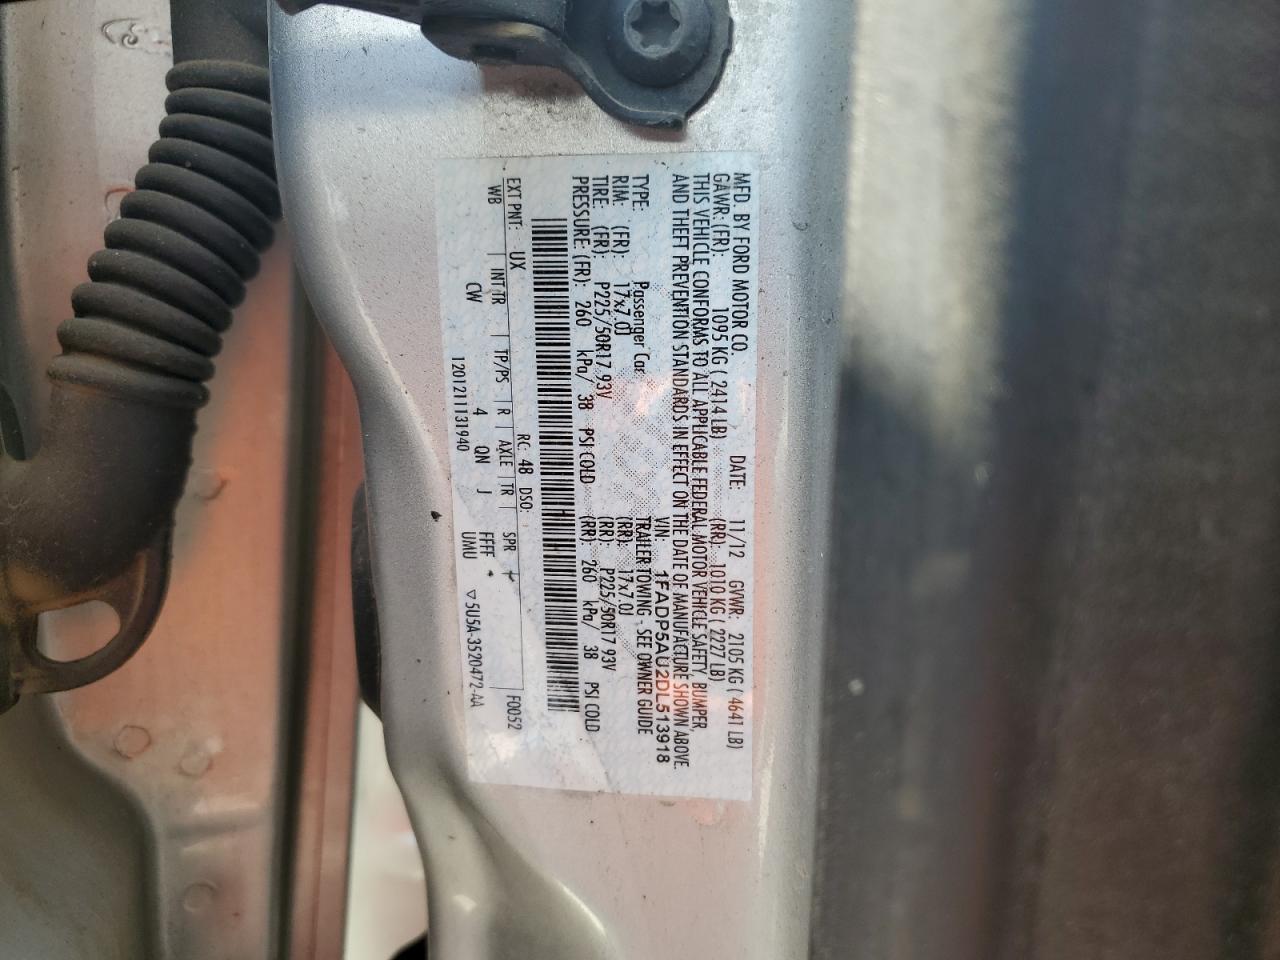 MFD. BY FORD MOTOR CO. DATE: 11/12 GVWR: 2105 KG ( 4641 LB)
GAWR: (FR): 1095 KG ( 2414 LB) (RR): 1010 KG ( 2227 LB)
THIS VEHICLE CONFORMS TO ALL APPLICABLE FEDERAL MOTOR VEHICLE SAFETY, BUMPER,
AND THEFT PREVENTION STANDARDS IN EFFECT ON THE DATE OF MANUFACTURE SHOWN ABOVE.
VIN: 1FADP5AU2DL513918
TYPE: Passenger Car TRAILER TOWING , SEE OWNER GUIDE
RIM: (FR): 17x7.0J (RR): 17x7.0J
TIRE: (FR): P225/50R17 93V (RR): P225/50R17 93V
PRESSURE (FR): 260 kPa/ 38 PSI COLD (RR): 260 kPa/ 38 PSI COLD
EXT PNT: UX RC: 48 DSO: F0052
WB INT TR TP/PS R AXLE TR SPR
CW 4 QN J FFFF *
UMU
1201211131940 ▽5U5A-3520472-AA